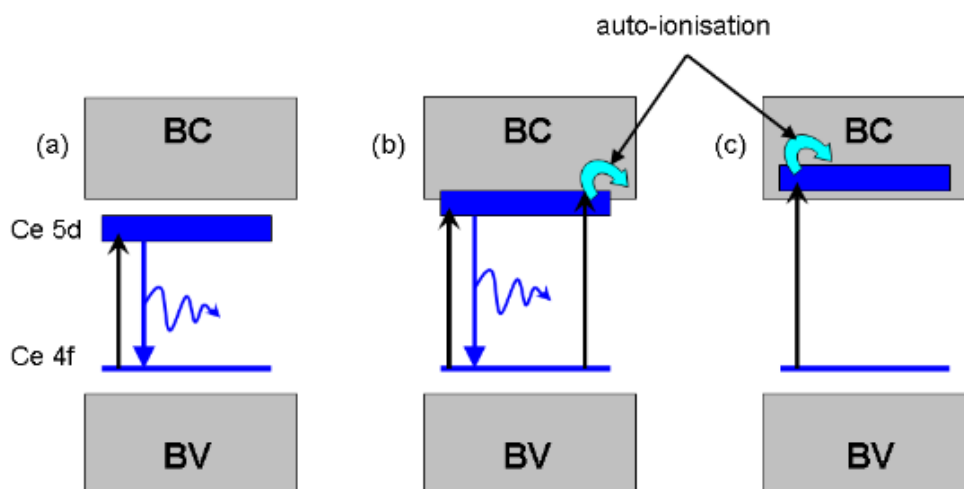 auto-ionisation
(a)
BC
(b)
BC
(c)
BC
Ce 5d
Ce 4f
BV
BV
BV